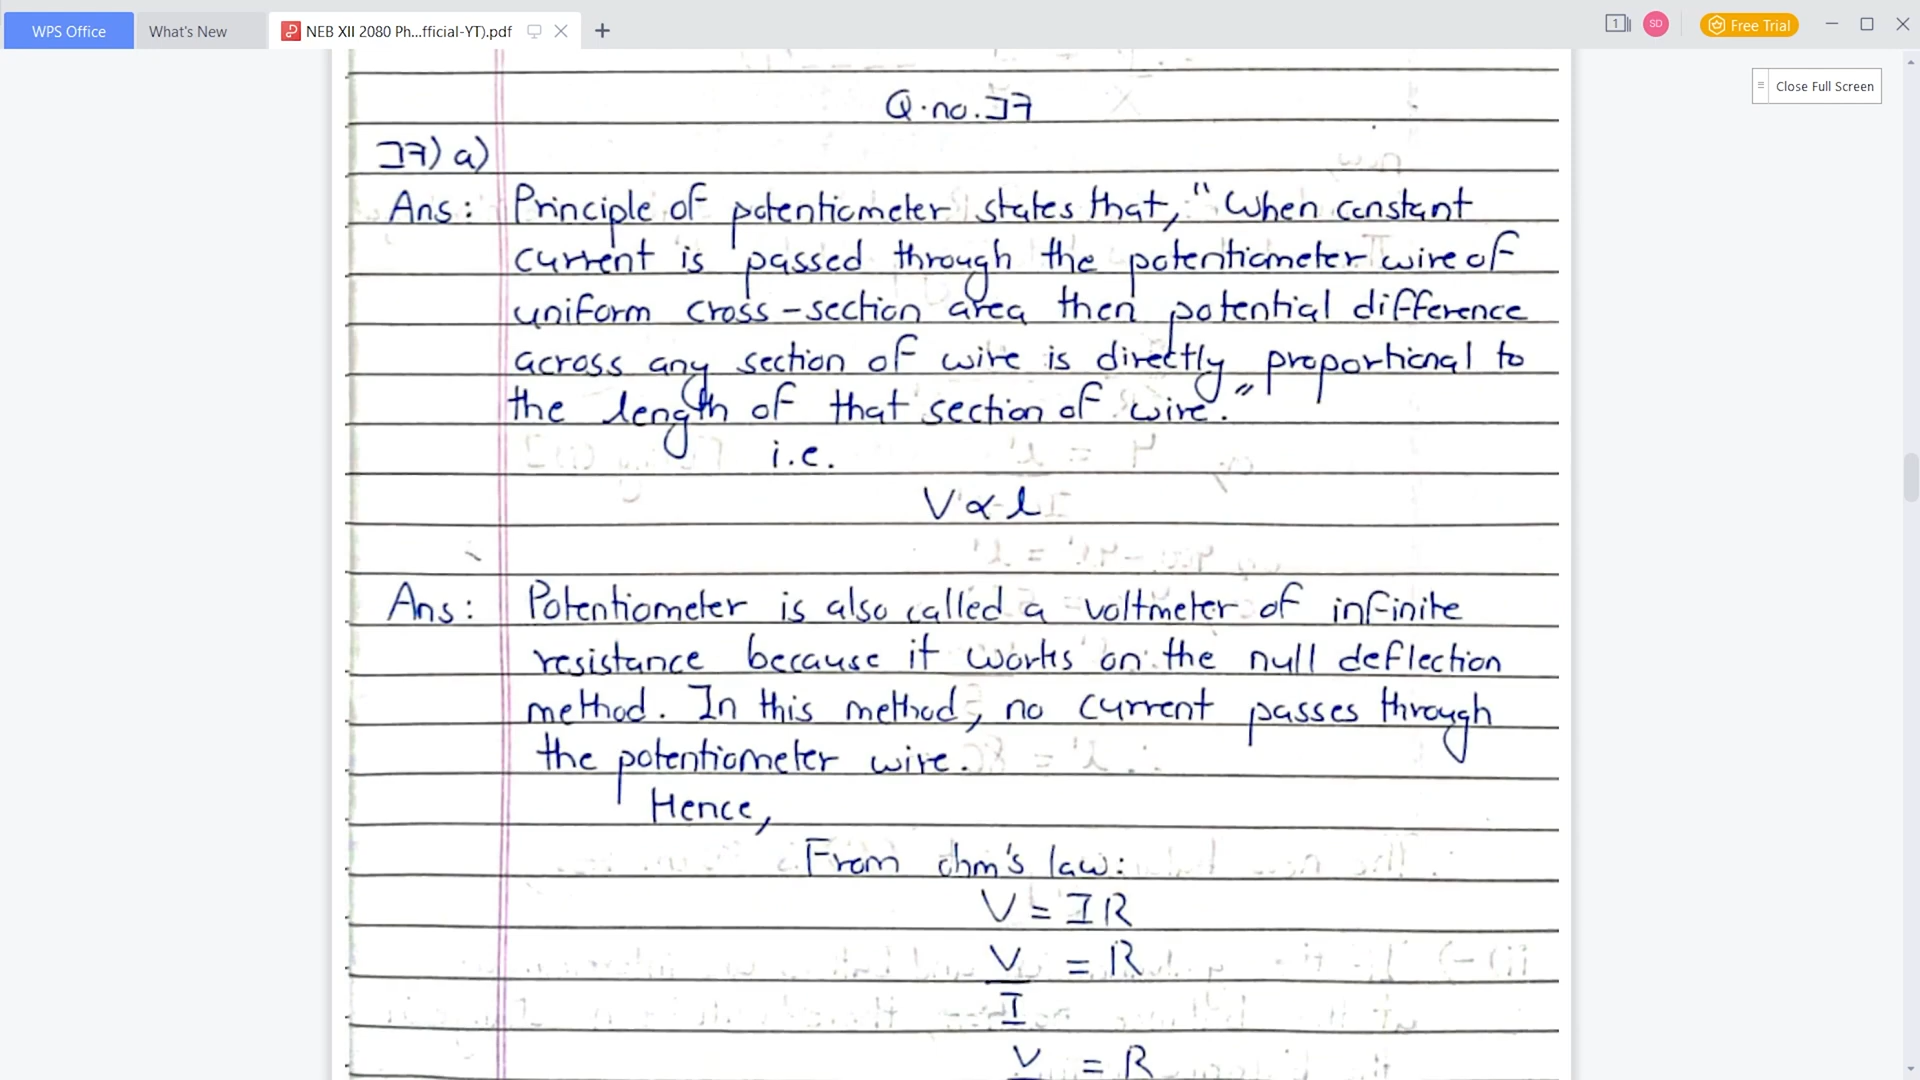 WPS Office
What's New
NEB XII 2080 Ph...fficial-YT).pdf
1
SD
Free Trial
Close Full Screen
Q.no.17
17) a)
Ans: Principle of potentiometer states that, "When constant
current is passed through the potentiometer wire of
uniform cross-section area then potential difference
across any section of wire is directly proportional to
the length of that section of wire."
i.e.
V ∝ l
Ans: Potentiometer is also called a voltmeter of infinite
resistance because it works on the null deflection
method. In this method, no current passes through
the potentiometer wire.
Hence,
From ohm's law:
V = IR
V = R
I
V = R